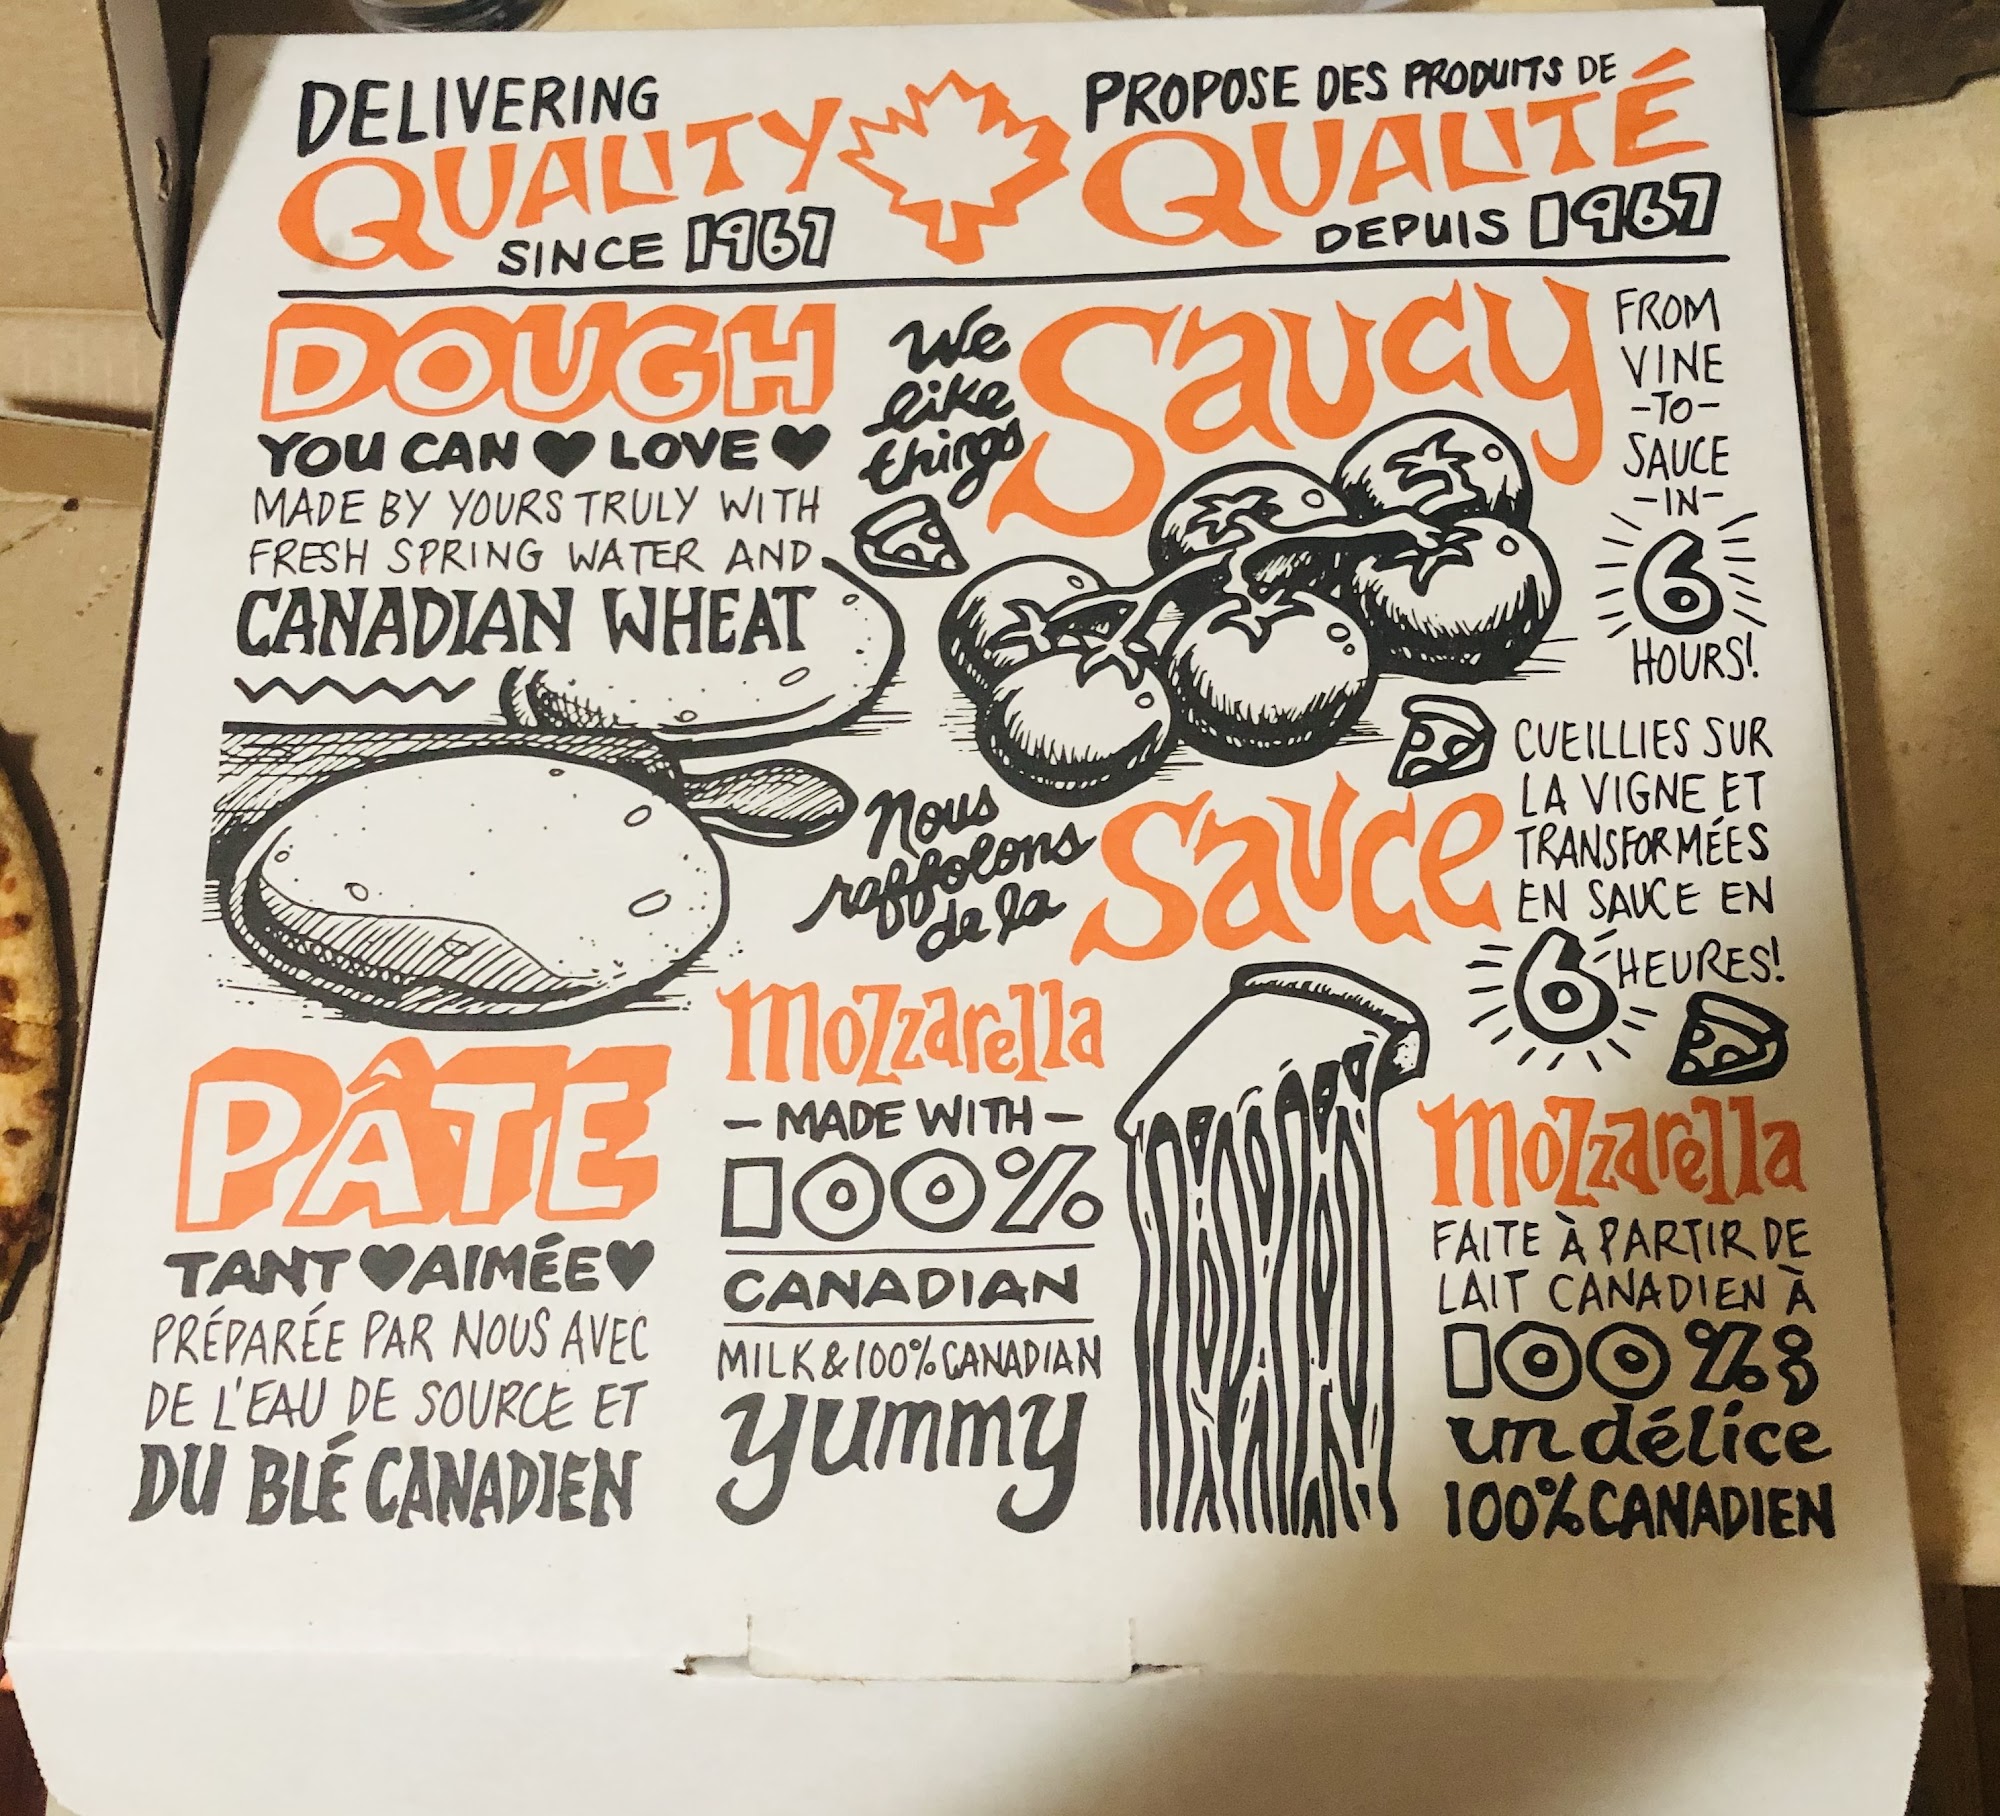 DELIVERING
QUALITY
SINCE 1967
PROPOSE DES PRODUITS DE
QUALITÉ
DEPUIS 1967
DOUGH
YOU CAN LOVE
MADE BY YOURS TRULY WITH
FRESH SPRING WATER AND
CANADIAN WHEAT
We
like
things
Saucy
FROM
VINE
-TO-
SAUCE
-IN-
6
HOURS!
Nous
raffolons
de la
Sauce
CUEILLIES SUR
LA VIGNE ET
TRANSFORMÉES
EN SAUCE EN
6 HEURES!
PÂTE
TANT AIMÉE
PRÉPARÉE PAR NOUS AVEC
DE L'EAU DE SOURCE ET
DU BLÉ CANADIEN
Mozzarella
- MADE WITH -
100%
CANADIAN
MILK & 100% CANADIAN
yummy
Mozzarella
FAITE À PARTIR DE
LAIT CANADIEN À
100% &
un délice
100% CANADIEN